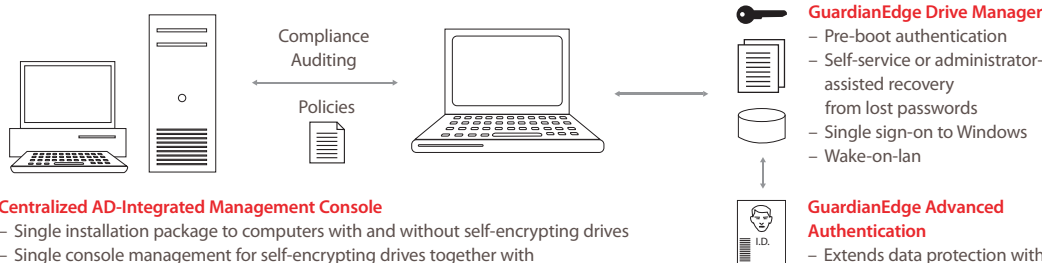 Compliance
Auditing
Policies
GuardianEdge Drive Manager
– Pre-boot authentication
– Self-service or administrator-
assisted recovery
from lost passwords
– Single sign-on to Windows
– Wake-on-lan
Centralized AD-Integrated Management Console
– Single installation package to computers with and without self-encrypting drives
– Single console management for self-encrypting drives together with
I.D.
GuardianEdge Advanced
Authentication
– Extends data protection with